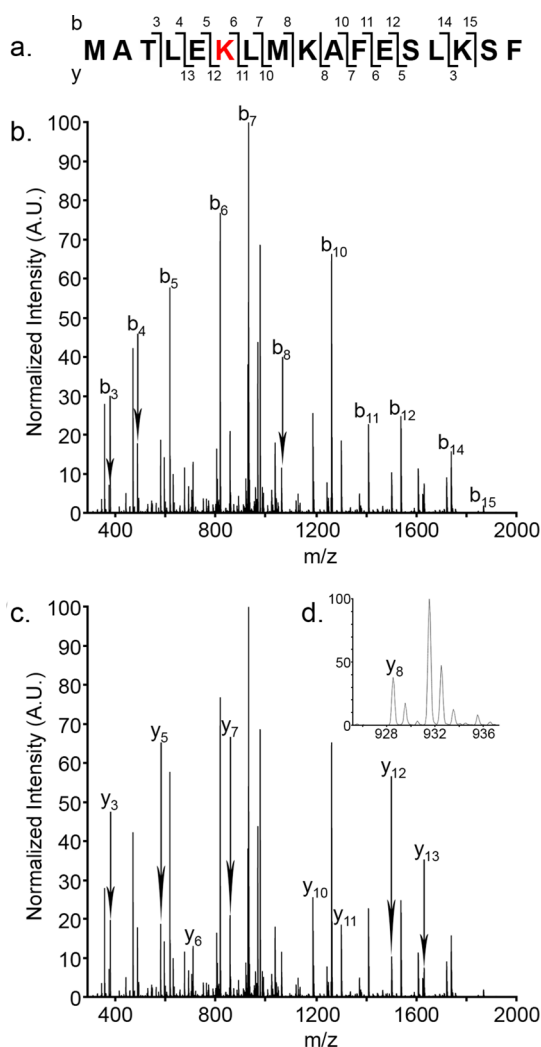 b 3 4 5 6 7 8 10 11 12 14 15
a. M A T L E K L M K A F E S L K S F
y 13 12 11 10 8 7 6 5 3
b.
Normalized Intensity (A.U.)
100
90
80
70
60
50
40
30
20
10
0
b7
b6
b10
b5
b4
b8
b3
b11
b12
b14
b15
400 800 1200 1600 2000
m/z
c.
Normalized Intensity (A.U.)
100
90
80
70
60
50
40
30
20
10
0
y5
y7
y12
y3
y13
y10
y11
y6
400 800 1200 1600 2000
m/z
d.
100
50
0
y8
928 932 936